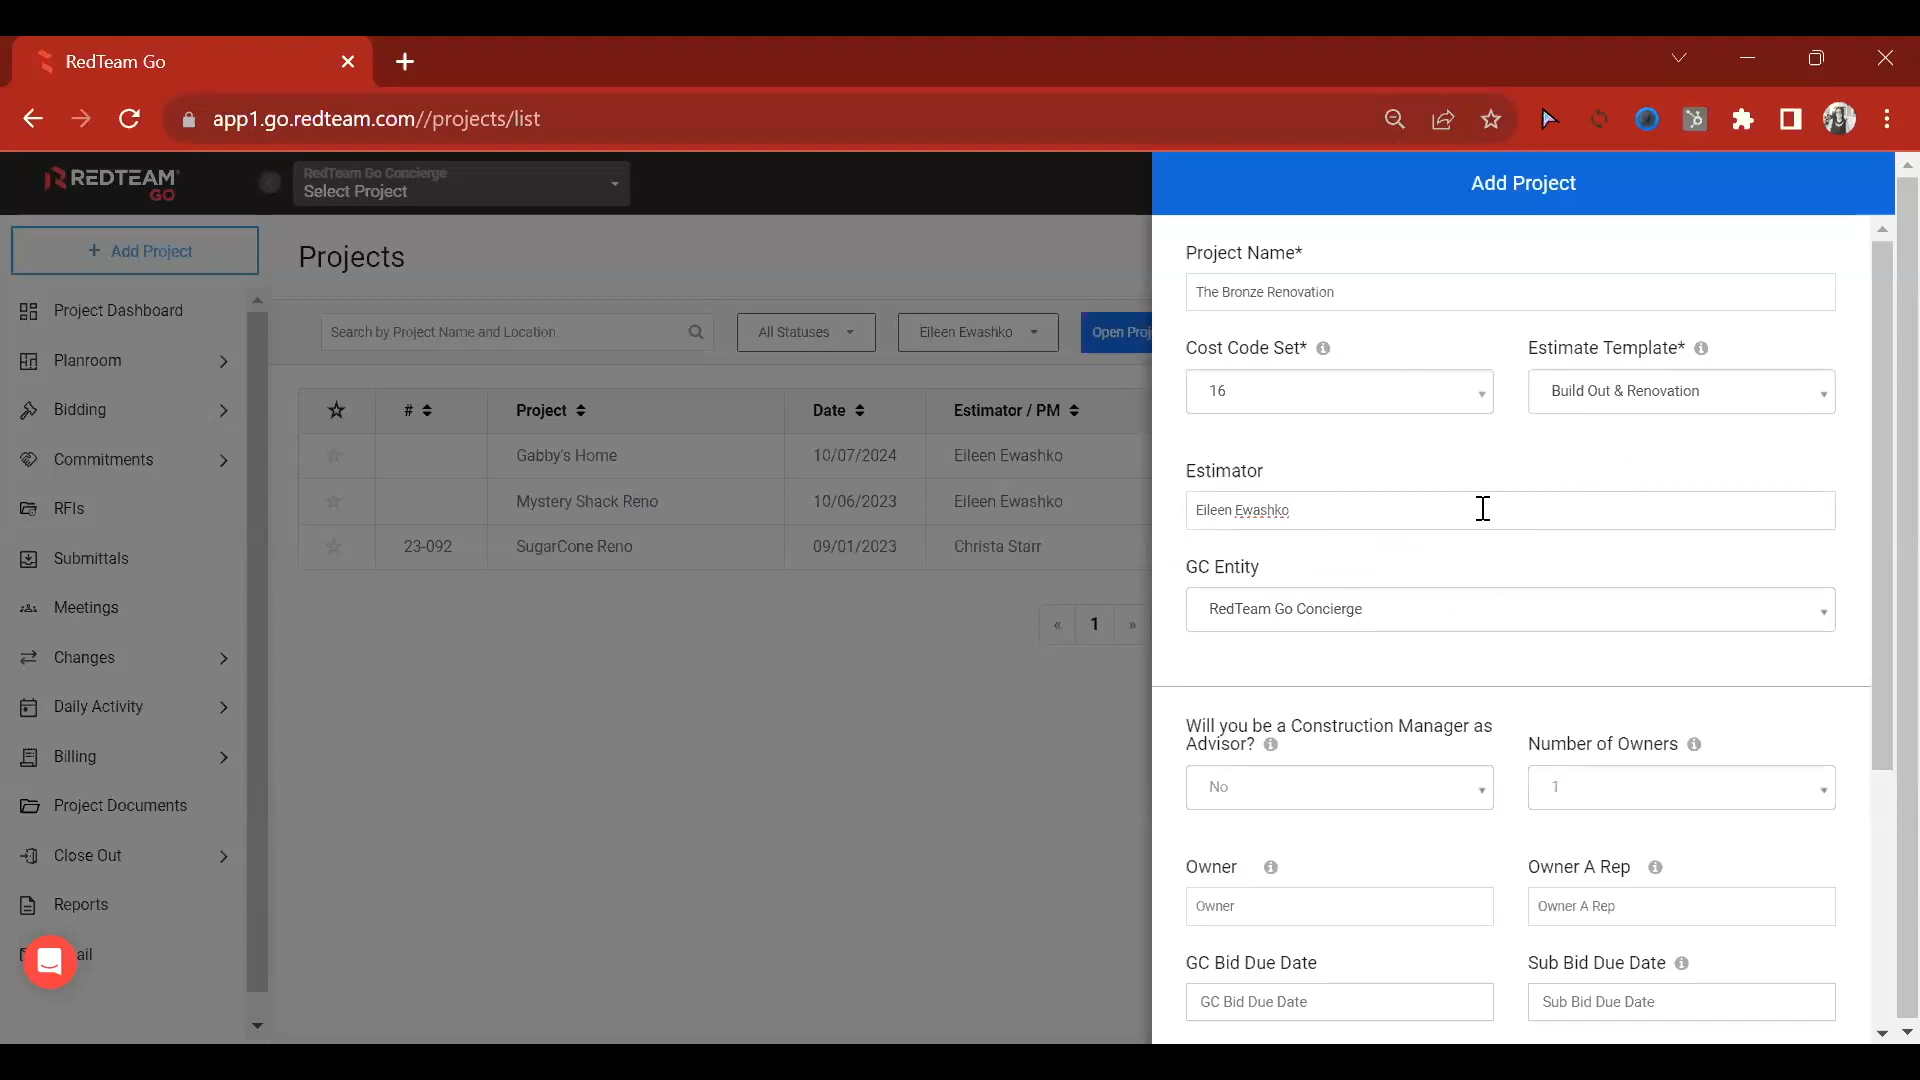 RedTeam Go
app1.go.redteam.com//projects/list
REDTEAM
GO
RedTeam Go Concierge
Select Project
+ Add Project
Project Dashboard
Planroom
Bidding
Commitments
RFIs
Submittals
Meetings
Changes
Daily Activity
Billing
Project Documents
Close Out
Reports
ail
Projects
Search by Project Name and Location
All Statuses
Eileen Ewashko
Open Proj
# Project Date Estimator / PM
Gabby's Home 10/07/2024 Eileen Ewashko
Mystery Shack Reno 10/06/2023 Eileen Ewashko
23-092 SugarCone Reno 09/01/2023 Christa Starr
« 1 »
Add Project
Project Name*
The Bronze Renovation
Cost Code Set* Estimate Template*
16 Build Out & Renovation
Estimator
Eileen Ewashko
GC Entity
RedTeam Go Concierge
Will you be a Construction Manager as
Advisor? Number of Owners
No 1
Owner Owner A Rep
Owner Owner A Rep
GC Bid Due Date Sub Bid Due Date
GC Bid Due Date Sub Bid Due Date